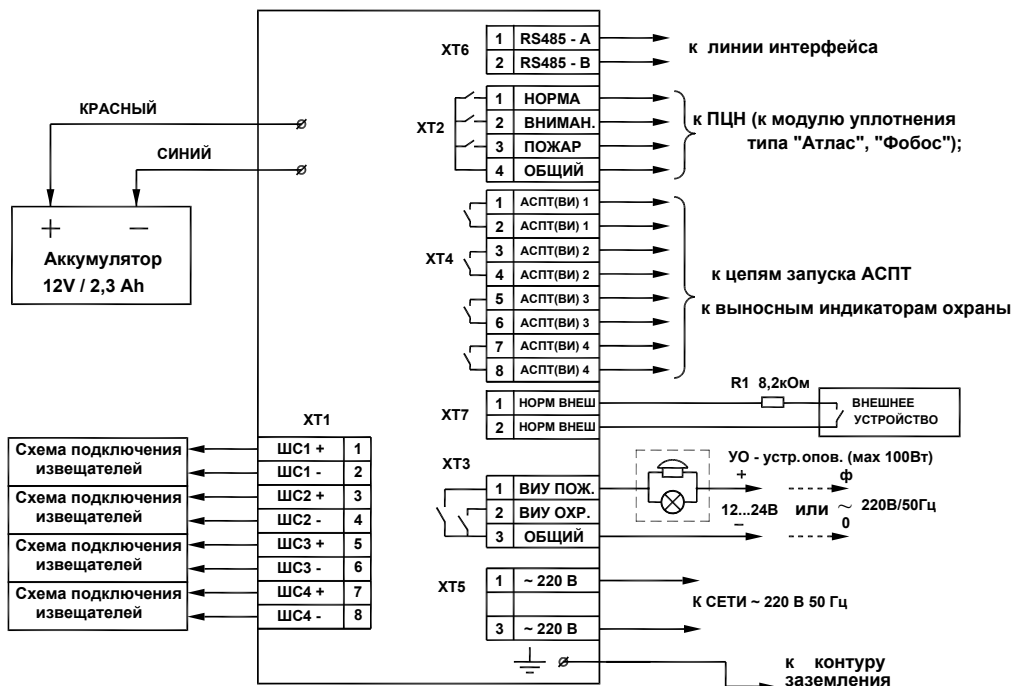 XT6
1 RS485 - А
2 RS485 - В
к линии интерфейса
КРАСНЫЙ
СИНИЙ
+ −
Аккумулятор
12V / 2,3 Ah
XT2
1 НОРМА
2 ВНИМАН.
3 ПОЖАР
4 ОБЩИЙ
к ПЦН (к модулю уплотнения
типа "Атлас", "Фобос");
XT4
1 АСПТ(ВИ) 1
2 АСПТ(ВИ) 1
3 АСПТ(ВИ) 2
4 АСПТ(ВИ) 2
5 АСПТ(ВИ) 3
6 АСПТ(ВИ) 3
7 АСПТ(ВИ) 4
8 АСПТ(ВИ) 4
к цепям запуска АСПТ
к выносным индикаторам охраны
XT7
1 НОРМ ВНЕШ
2 НОРМ ВНЕШ
R1 8,2кОм
ВНЕШНЕЕ
УСТРОЙСТВО
XT1
Схема подключения
извещателей
ШС1 + 1
ШС1 - 2
Схема подключения
извещателей
ШС2 + 3
ШС2 - 4
Схема подключения
извещателей
ШС3 + 5
ШС3 - 6
Схема подключения
извещателей
ШС4 + 7
ШС4 - 8
XT3
1 ВИУ ПОЖ.
2 ВИУ ОХР.
3 ОБЩИЙ
УО - устр.опов. (мах 100Вт)
+ ф
12...24В или ~ 220В/50Гц
− 0
XT5
1 ~ 220 В
3 ~ 220 В
К СЕТИ ~ 220 В 50 Гц
к контуру
заземления